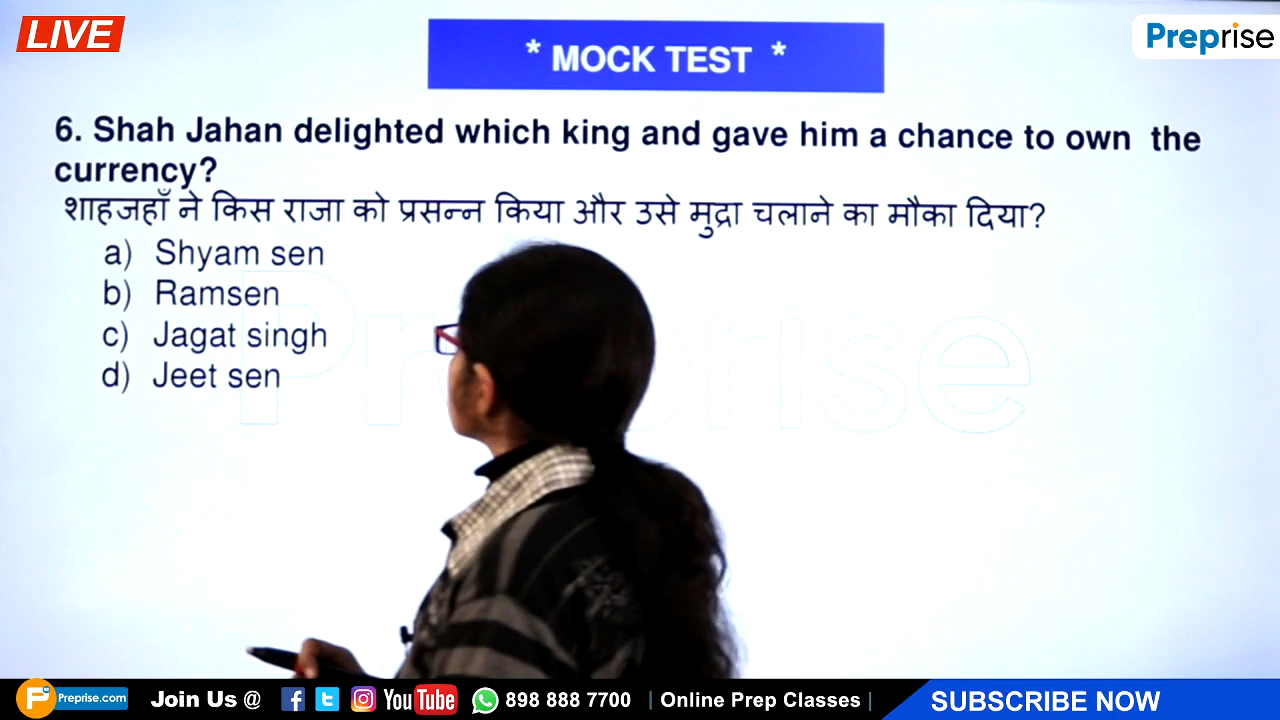 LIVE
* MOCK TEST *
Preprise
6. Shah Jahan delighted which king and gave him a chance to own the
currency?
शाहजहाँ ने किस राजा को प्रसन्न किया और उसे मुद्रा चलाने का मौका दिया?
a) Shyam sen
b) Ramsen
c) Jagat singh
d) Jeet sen
Preprise
P Preprise.com Join Us @ f YouTube 898 888 7700 | Online Prep Classes | SUBSCRIBE NOW